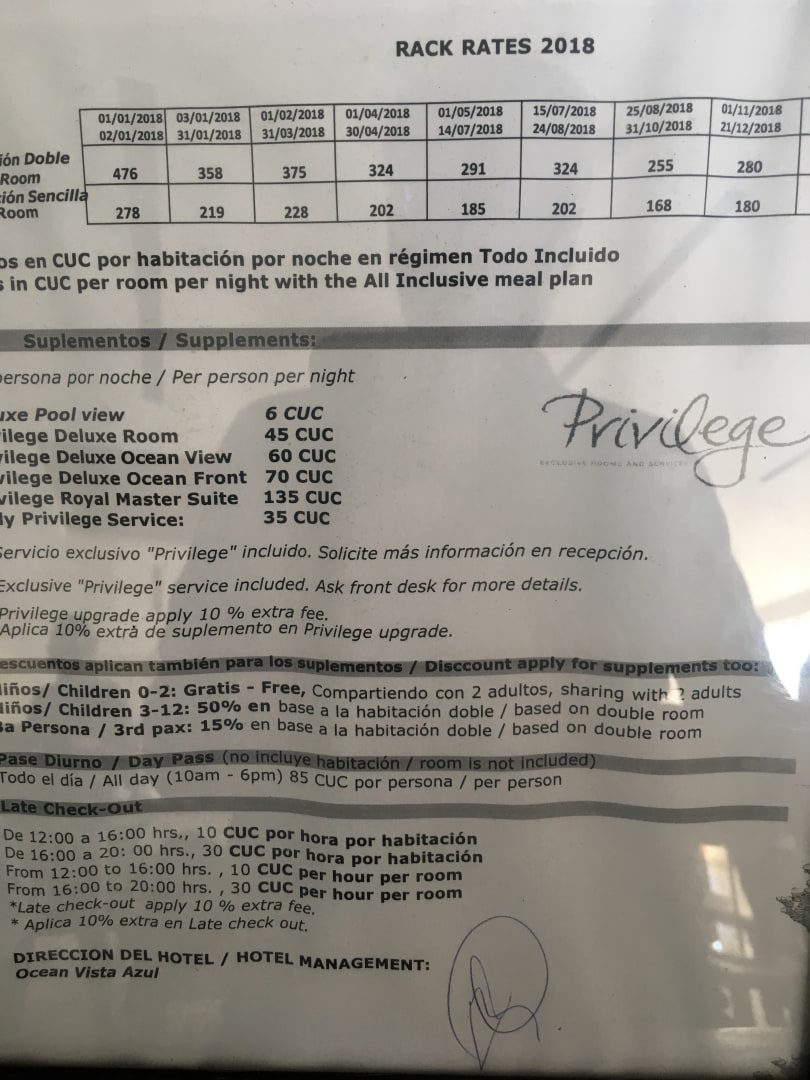 RACK RATES 2018
01/01/2018 03/01/2018 01/02/2018 01/04/2018 01/05/2018 15/07/2018 25/08/2018 01/11/2018
02/01/2018 31/01/2018 31/03/2018 30/04/2018 14/07/2018 24/08/2018 31/10/2018 21/12/2018
ión Doble
Room 476 358 375 324 291 324 255 280
ción Sencilla
Room 278 219 228 202 185 202 168 180
os en CUC por habitación por noche en régimen Todo Incluido
s in CUC per room per night with the All Inclusive meal plan
Suplementos / Supplements:
persona por noche / Per person per night
uxe Pool view 6 CUC
vilege Deluxe Room 45 CUC
vilege Deluxe Ocean View 60 CUC
vilege Deluxe Ocean Front 70 CUC
vilege Royal Master Suite 135 CUC
ly Privilege Service: 35 CUC
Privilege
EXCLUSIVE ROOMS AND SERVICES
Servicio exclusivo "Privilege" incluido. Solicite más información en recepción.
Exclusive "Privilege" service included. Ask front desk for more details.
Privilege upgrade apply 10 % extra fee.
Aplica 10% extra de suplemento en Privilege upgrade.
escuentos aplican también para los suplementos / Disccount apply for supplements too:
iños/ Children 0-2: Gratis - Free, Compartiendo con 2 adultos, sharing with 2 adults
iños/ Children 3-12: 50% en base a la habitación doble / based on double room
3a Persona / 3rd pax: 15% en base a la habitación doble / based on double room
Pase Diurno / Day Pass (no incluye habitación / room is not included)
Todo el día / All day (10am - 6pm) 85 CUC por persona / per person
Late Check-Out
De 12:00 a 16:00 hrs., 10 CUC por hora por habitación
De 16:00 a 20: 00 hrs., 30 CUC por hora por habitación
From 12:00 to 16:00 hrs. , 10 CUC per hour per room
From 16:00 to 20:00 hrs. , 30 CUC per hour per room
*Late check-out apply 10 % extra fee.
* Aplica 10% extra en Late check out.
DIRECCION DEL HOTEL / HOTEL MANAGEMENT:
Ocean Vista Azul